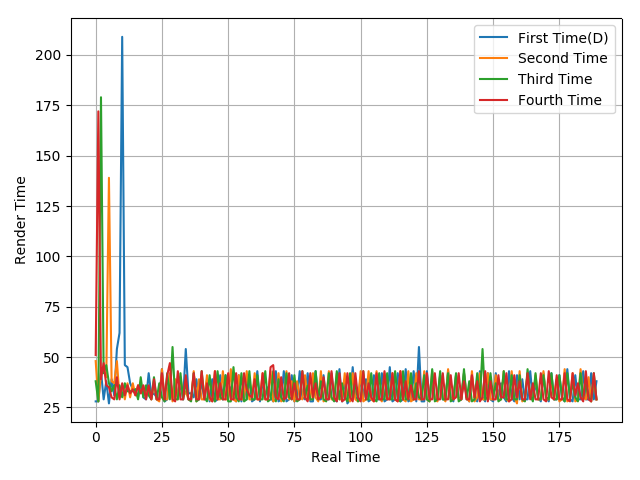 First Time(D)
Second Time
Third Time
Fourth Time
Render Time
200
175
150
125
100
75
50
25
0
25
50
75
100
125
150
175
Real Time